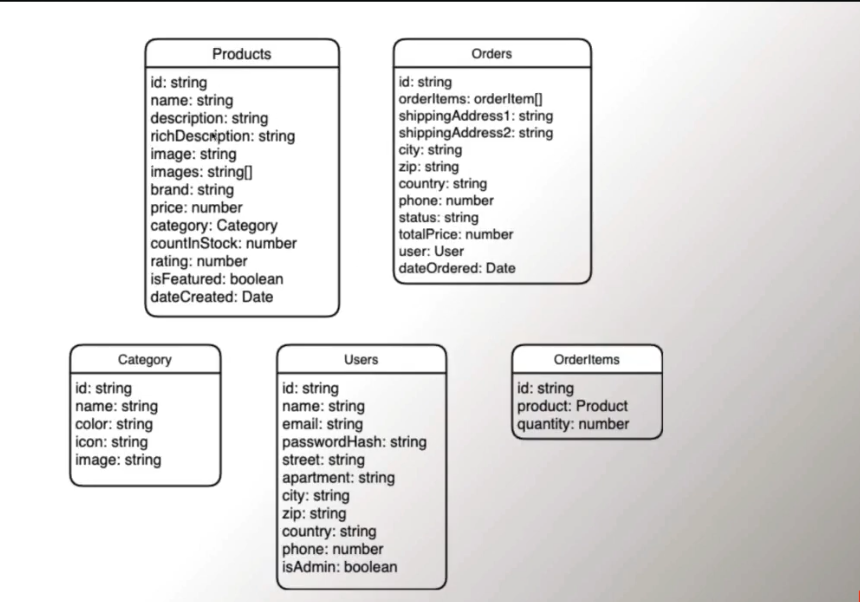 Products
id: string
name: string
description: string
richDescription: string
image: string
images: string[]
brand: string
price: number
category: Category
countInStock: number
rating: number
isFeatured: boolean
dateCreated: Date
Orders
id: string
orderItems: orderItem[]
shippingAddress1: string
shippingAddress2: string
city: string
zip: string
country: string
phone: number
status: string
totalPrice: number
user: User
dateOrdered: Date
Category
id: string
name: string
color: string
icon: string
image: string
Users
id: string
name: string
email: string
passwordHash: string
street: string
apartment: string
city: string
zip: string
country: string
phone: number
isAdmin: boolean
OrderItems
id: string
product: Product
quantity: number